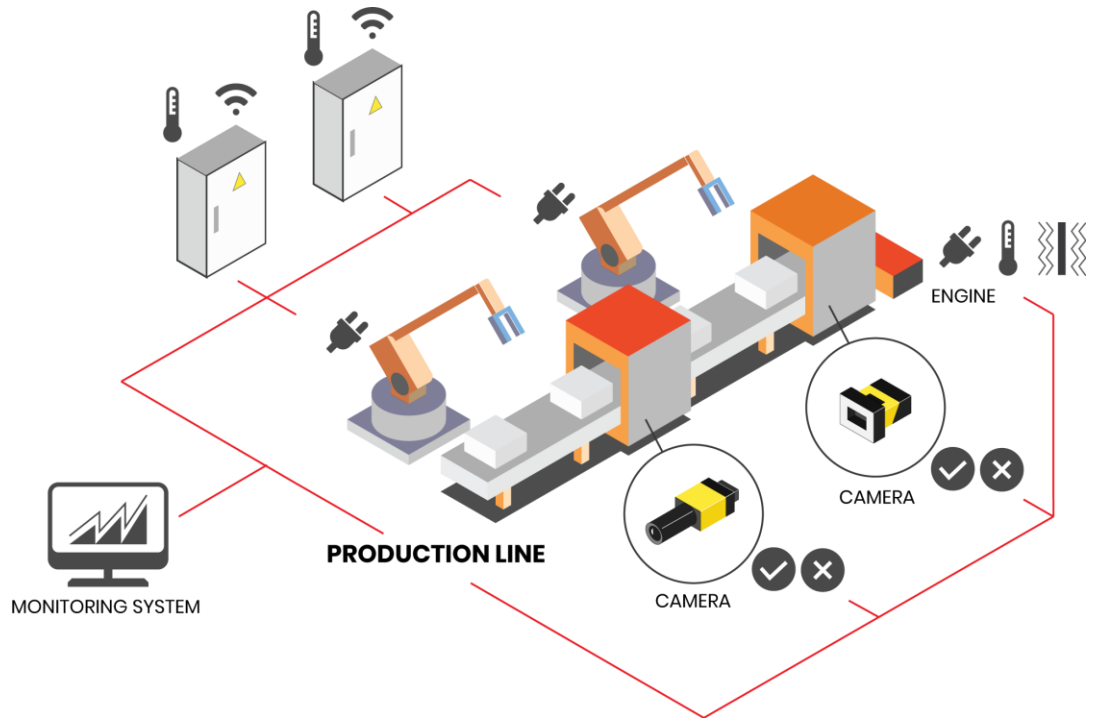 ENGINE
CAMERA
PRODUCTION LINE
CAMERA
MONITORING SYSTEM